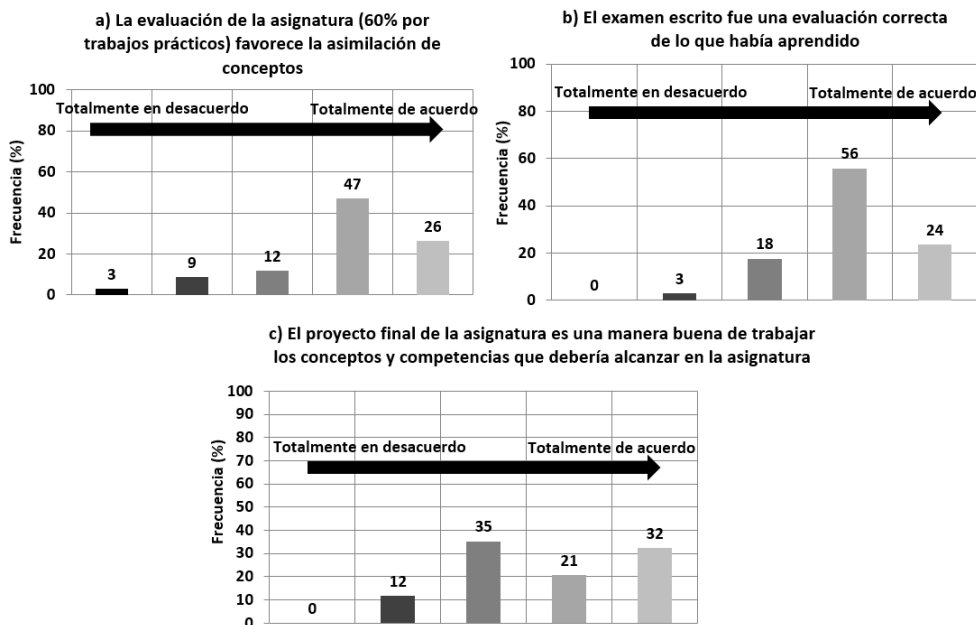 a) La evaluación de la asignatura (60% por
trabajos prácticos) favorece la asimilación de
conceptos
100
80
60
40
20
0
Frecuencia (%)
Totalmente en desacuerdo
Totalmente de acuerdo
3
9
12
47
26
b) El examen escrito fue una evaluación correcta
de lo que había aprendido
100
80
60
40
20
0
Frecuencia (%)
Totalmente en desacuerdo
Totalmente de acuerdo
0
3
18
56
24
c) El proyecto final de la asignatura es una manera buena de trabajar
los conceptos y competencias que debería alcanzar en la asignatura
100
90
80
70
60
50
40
30
20
10
0
Frecuencia (%)
Totalmente en desacuerdo
Totalmente de acuerdo
0
12
35
21
32